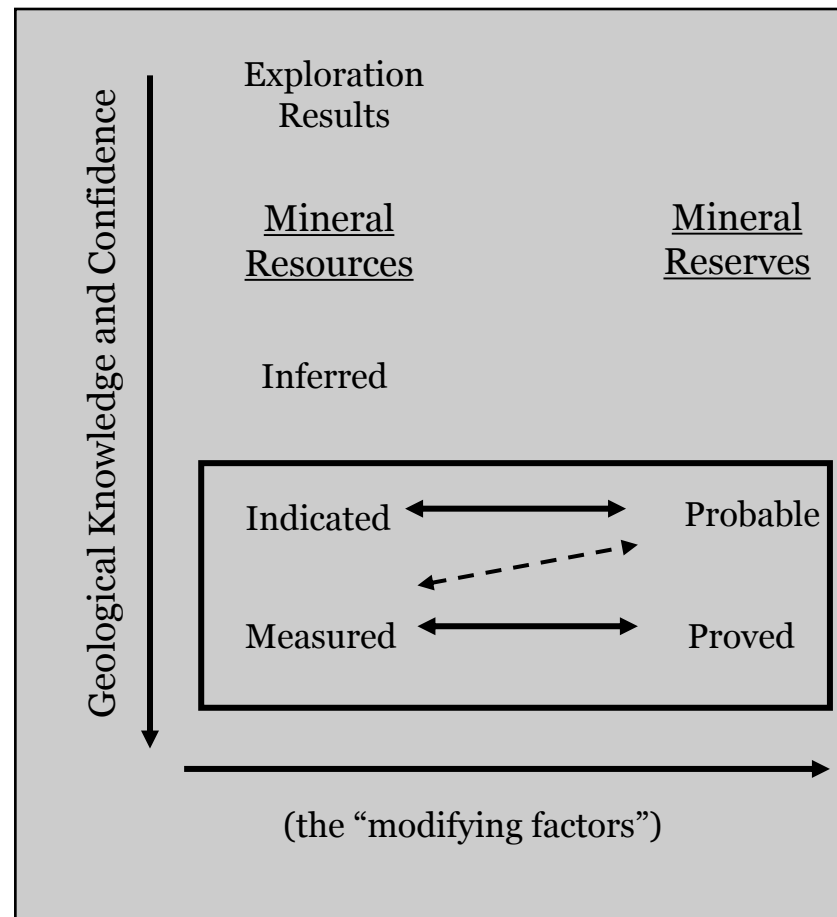 Exploration
Results
Geological Knowledge and Confidence
Mineral
Resources
Mineral
Reserves
Inferred
Indicated
Probable
Measured
Proved
(the “modifying factors”)